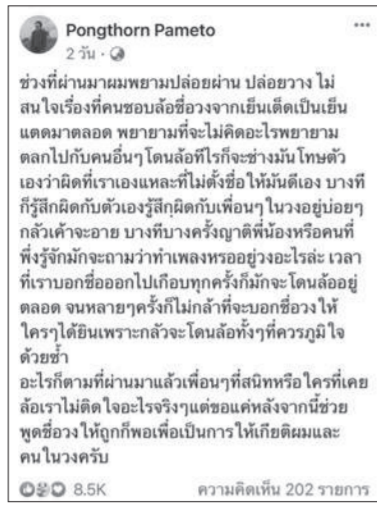 Pongthorn Pameto
2 วัน ·
ช่วงที่ผ่านมาผมพยามปล่อยผ่าน ปล่อยวาง ไม่
สนใจเรื่องที่คนชอบล้อชื่อวงจากเย็นเต็ดเป็นเย็น
แตดมาตลอด พยายามที่จะไม่คิดอะไรพยายาม
ตลกไปกับคนอื่นๆโดนล้อทีไรก็จะช่างมันโทษตัว
เองว่าผิดที่เราเองแหละที่ไม่ตั้งชื่อให้มันดีเอง บางที
ก็รู้สึกผิดกับตัวเองรู้สึกผิดกับเพื่อนๆในวงอยู่บ่อยๆ
กลัวเค้าจะอาย บางทีบางครั้งญาติพี่น้องหรือคนที่
พึ่งรู้จักมักจะถามว่าทำเพลงหรออยู่วงอะไรล่ะ เวลา
ที่เราบอกชื่อออกไปเกือบทุกครั้งก็มักจะโดนล้ออยู่
ตลอด จนหลายๆครั้งก็ไม่กล้าที่จะบอกชื่อวงให้
ใครๆได้ยินเพราะกลัวจะโดนล้อทั้งๆที่ควรภูมิใจ
ด้วยซ้ำ
อะไรก็ตามที่ผ่านมาแล้วเพื่อนๆที่สนิทหรือใครที่เคย
ล้อเราไม่ติดใจอะไรจริงๆแต่ขอแค่หลังจากนี้ช่วย
พูดชื่อวงให้ถูกก็พอเพื่อเป็นการให้เกียติผมและ
คนในวงครับ
8.5K ความคิดเห็น 202 รายการ